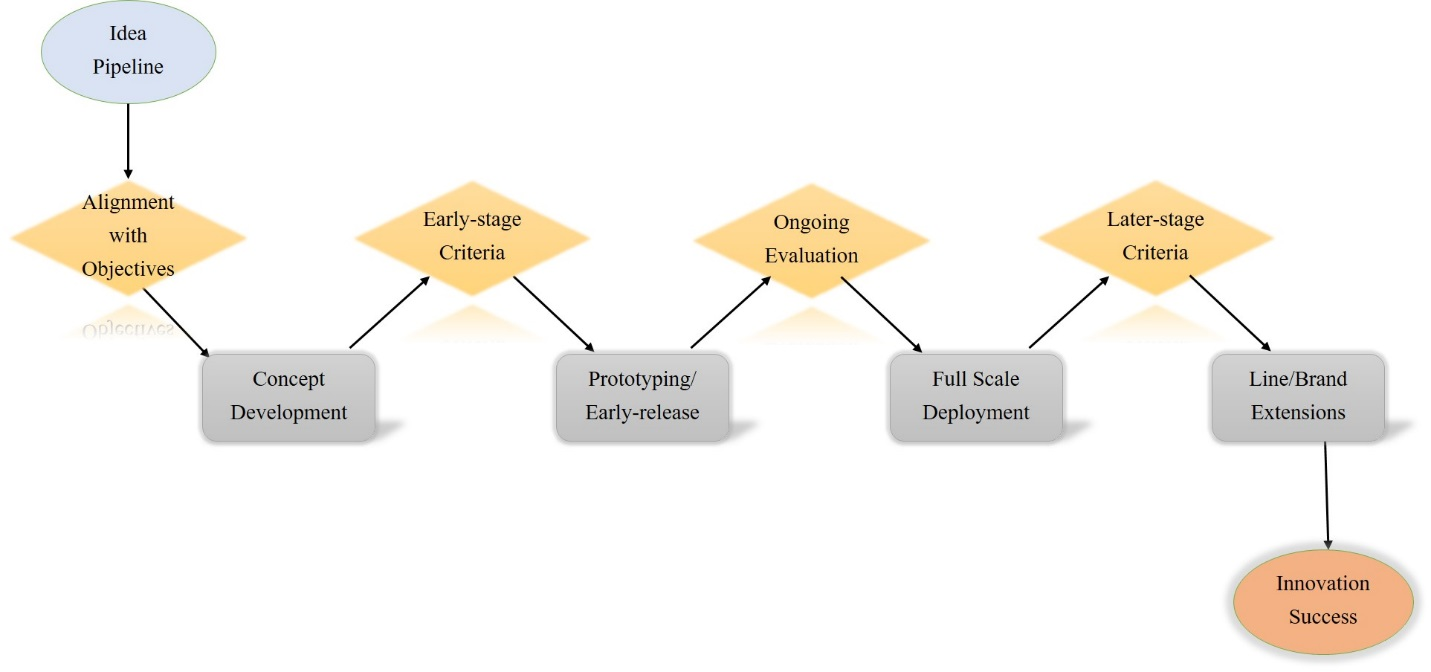 Idea
Pipeline
Alignment
with
Objectives
Early-stage
Criteria
Ongoing
Evaluation
Later-stage
Criteria
Concept
Development
Prototyping/
Early-release
Full Scale
Deployment
Line/Brand
Extensions
Innovation
Success